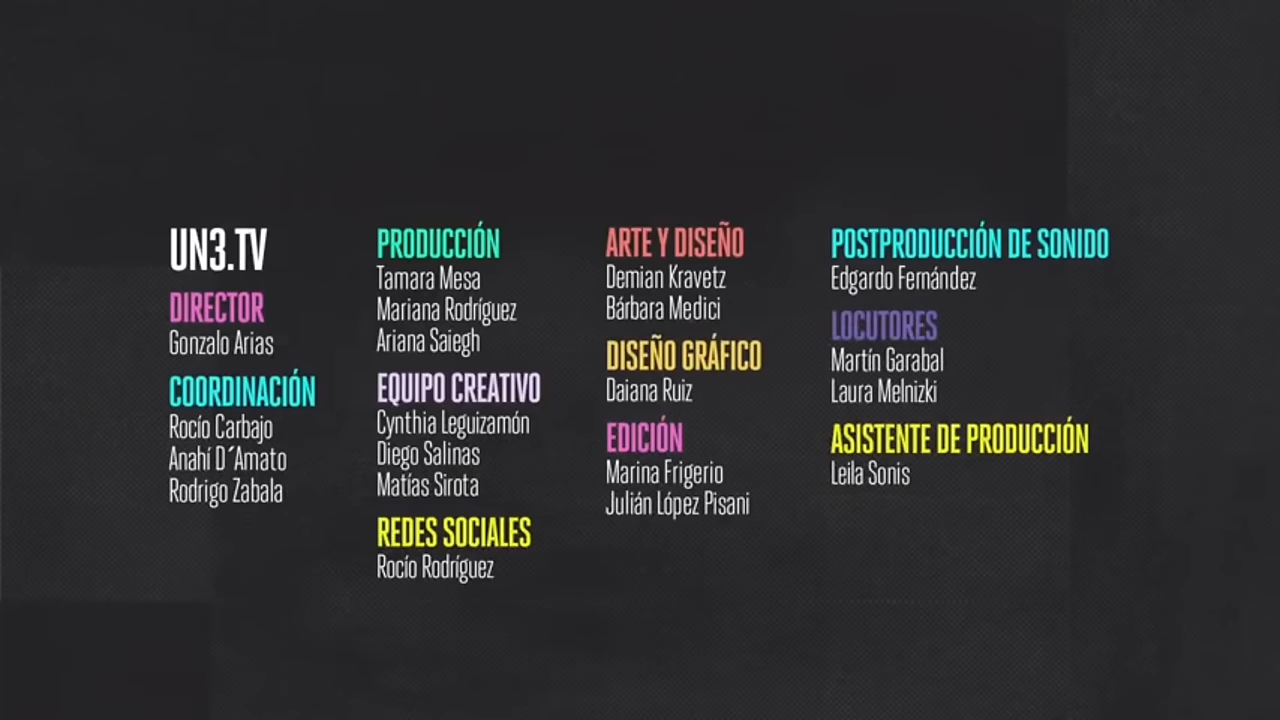 UN3.TV
DIRECTOR
Gonzalo Arias
COORDINACIÓN
Rocío Carbajo
Anahí D´Amato
Rodrigo Zabala
PRODUCCIÓN
Tamara Mesa
Mariana Rodríguez
Ariana Saiegh
EQUIPO CREATIVO
Cynthia Leguizamón
Diego Salinas
Matías Sirota
REDES SOCIALES
Rocío Rodríguez
ARTE Y DISEÑO
Demian Kravetz
Bárbara Medici
DISEÑO GRÁFICO
Daiana Ruiz
EDICIÓN
Marina Frigerio
Julián López Pisani
POSTPRODUCCIÓN DE SONIDO
Edgardo Fernández
LOCUTORES
Martín Garabal
Laura Melnizki
ASISTENTE DE PRODUCCIÓN
Leila Sonis